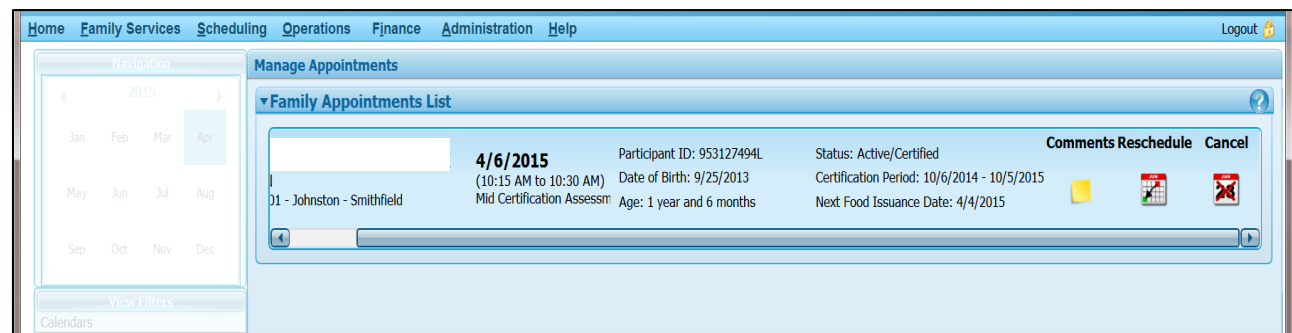 Home Family Services Scheduling Operations Finance Administration Help Logout
Navigation
Manage Appointments
2015
Family Appointments List ?
Jan Feb Mar Apr
May Jun Jul Aug
Sep Oct Nov Dec
Comments Reschedule Cancel
4/6/2015
(10:15 AM to 10:30 AM)
Mid Certification Assessm
01 - Johnston - Smithfield
Participant ID: 953127494L
Date of Birth: 9/25/2013
Age: 1 year and 6 months
Status: Active/Certified
Certification Period: 10/6/2014 - 10/5/2015
Next Food Issuance Date: 4/4/2015
JUN
JUN
View Filters
Calendars